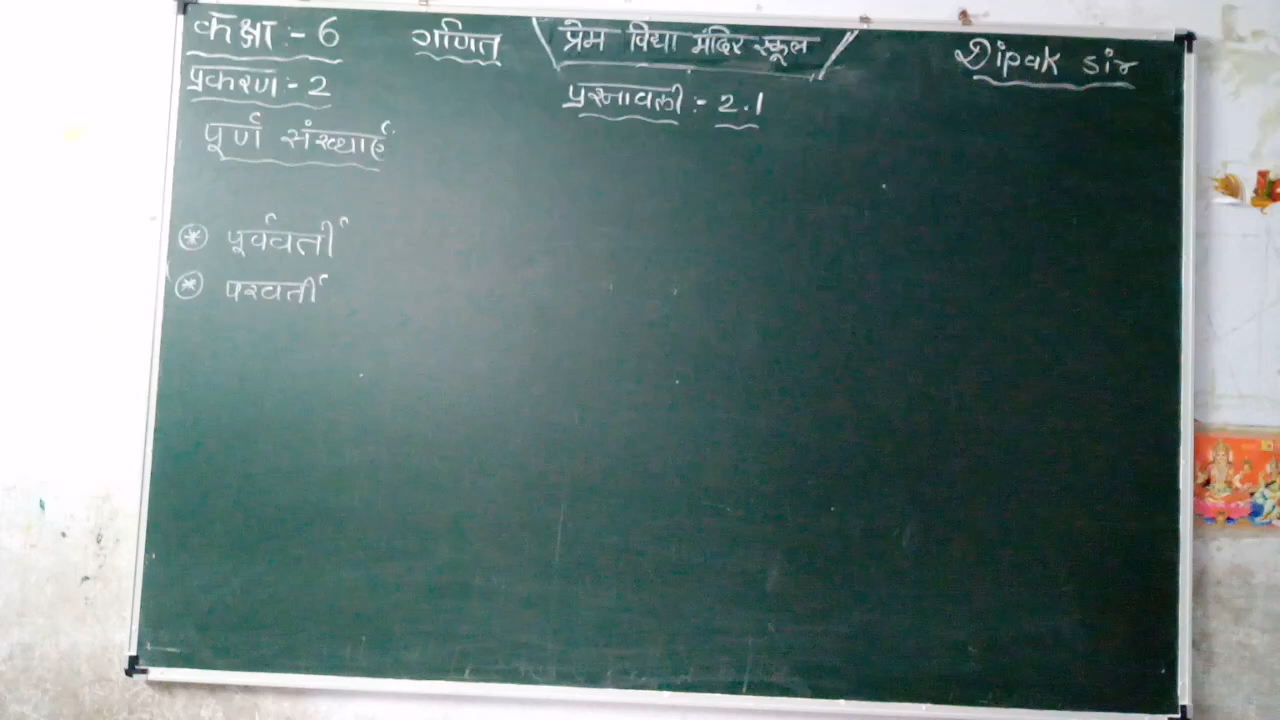 कक्षा :- 6 गणित प्रेम विद्या मंदिर स्कूल Dipak sir
प्रकरण :- 2 प्रश्नावली :- 2.1
पूर्ण संख्याएँ
* पूर्ववर्ती
* परवर्ती